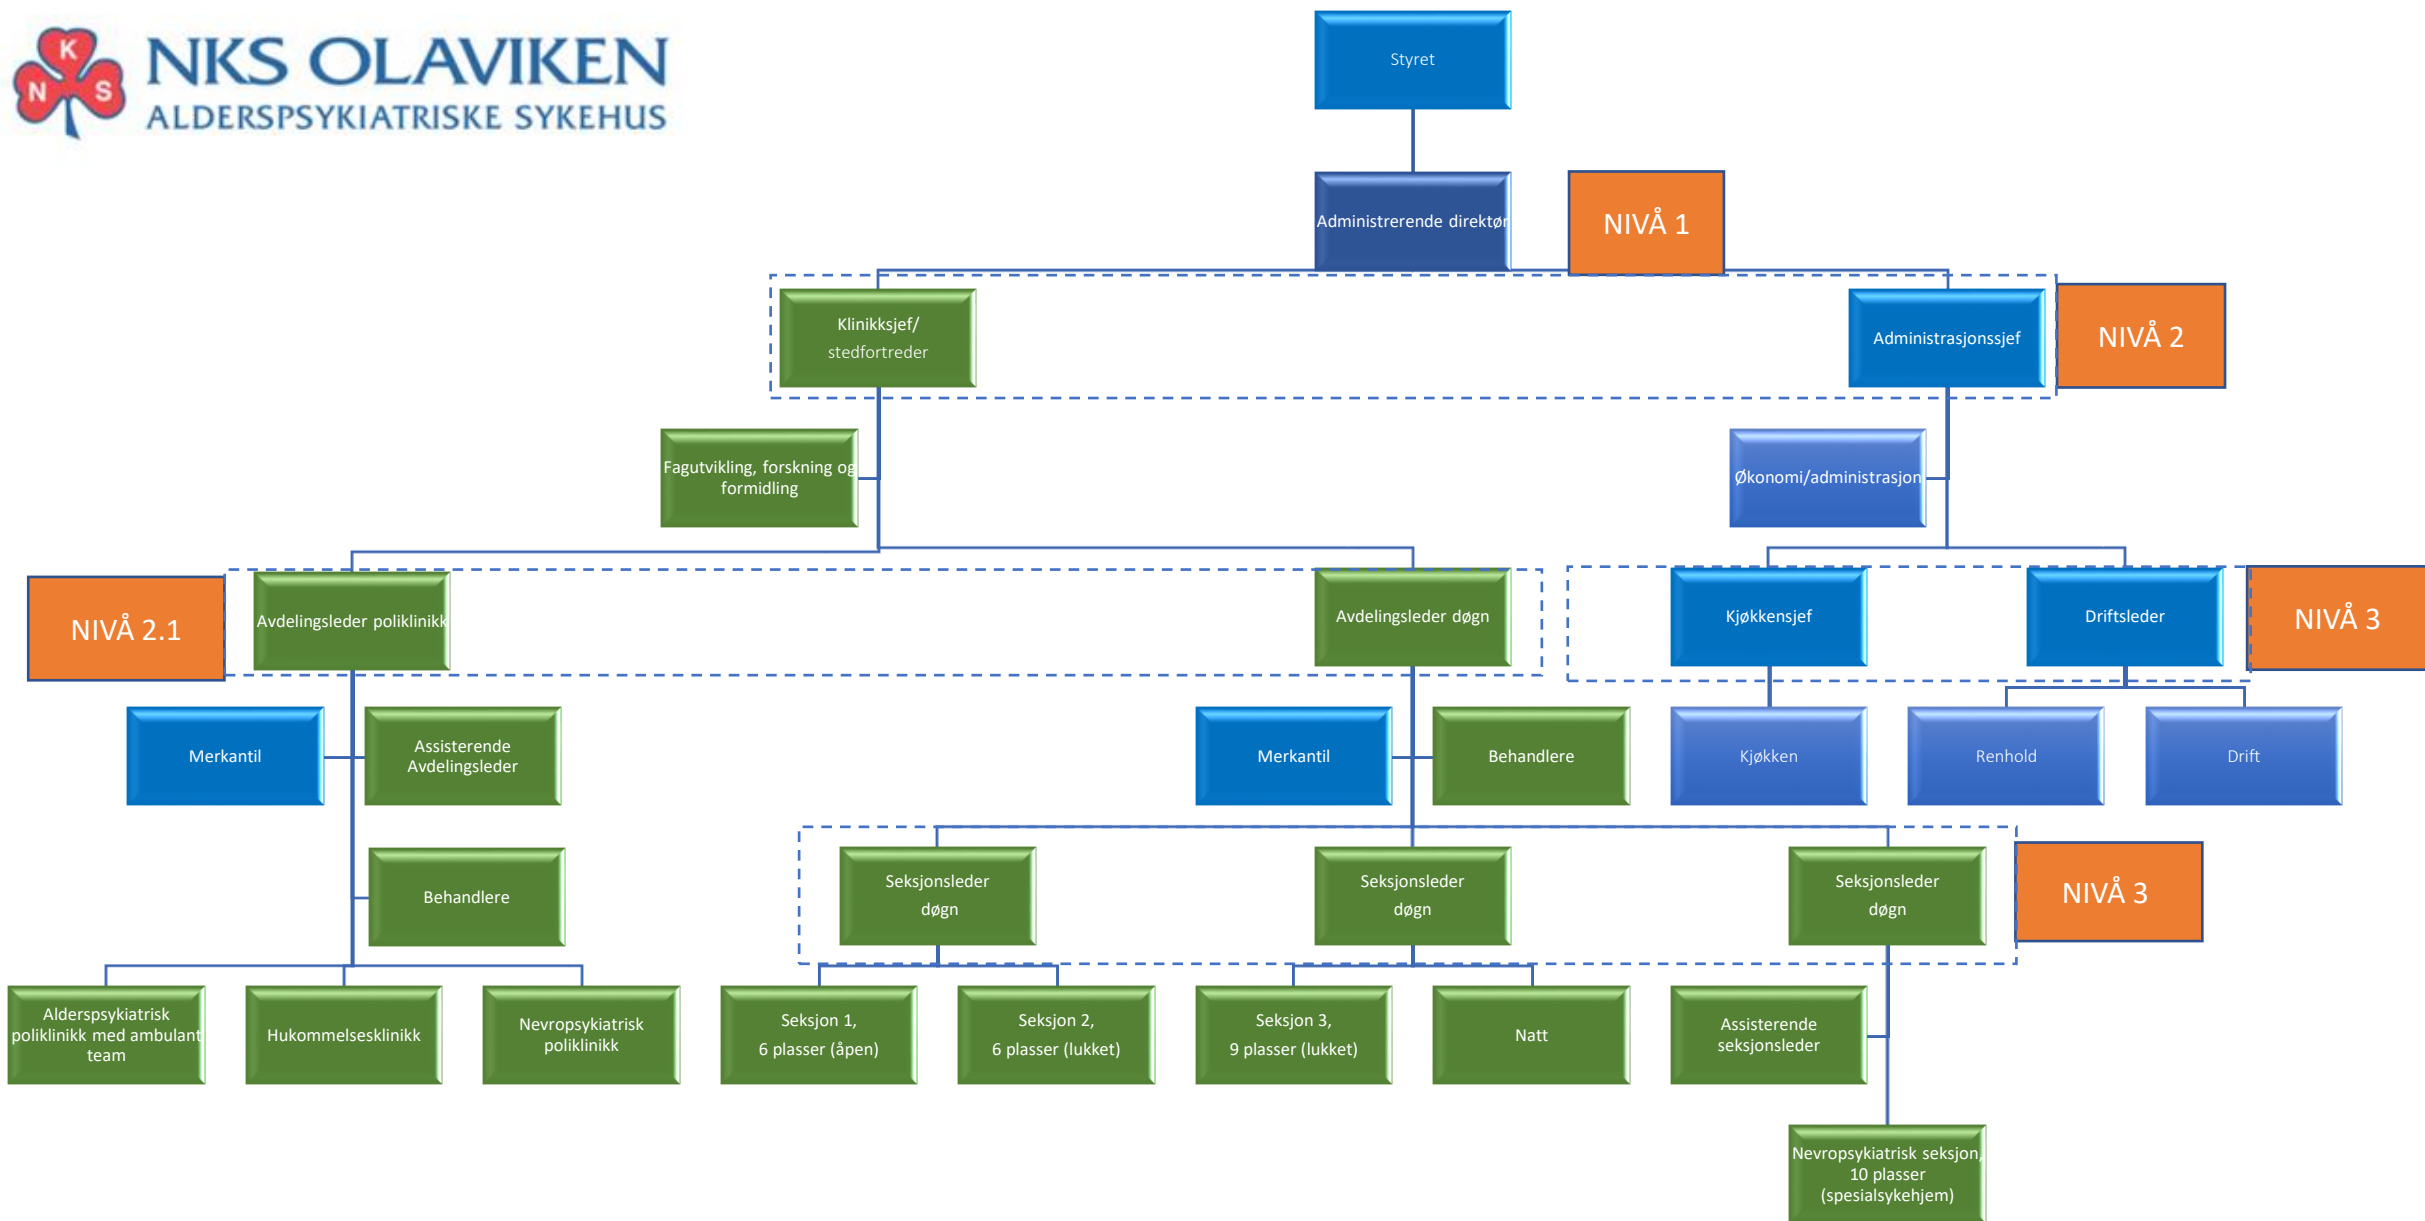 K
N S
NKS OLAVIKEN
ALDERSPSYKIATRISKE SYKEHUS
Styret
Administrerende direktør
NIVÅ 1
Klinikksjef/
stedfortreder
Administrasjonssjef
NIVÅ 2
Fagutvikling, forskning og
formidling
Økonomi/administrasjon
NIVÅ 2.1
Avdelingsleder poliklinikk
Avdelingsleder døgn
Kjøkkensjef
Driftsleder
NIVÅ 3
Merkantil
Assisterende
Avdelingsleder
Merkantil
Behandlere
Kjøkken
Renhold
Drift
Behandlere
Seksjonsleder
døgn
Seksjonsleder
døgn
Seksjonsleder
døgn
NIVÅ 3
Alderspsykiatrisk
poliklinikk med ambulant
team
Hukommelsesklinikk
Nevropsykiatrisk
poliklinikk
Seksjon 1,
6 plasser (åpen)
Seksjon 2,
6 plasser (lukket)
Seksjon 3,
9 plasser (lukket)
Natt
Assisterende
seksjonsleder
Nevropsykiatrisk seksjon,
10 plasser
(spesialsykehjem)